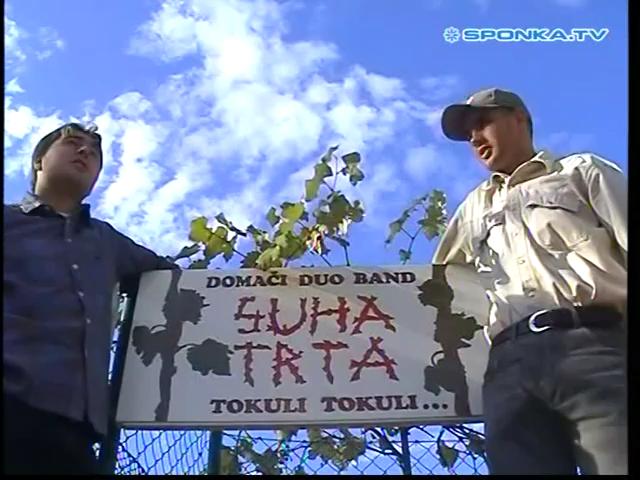 SPONKA.TV
DOMAČI DUO BAND
SUHA
TRTA
TOKULI TOKULI...